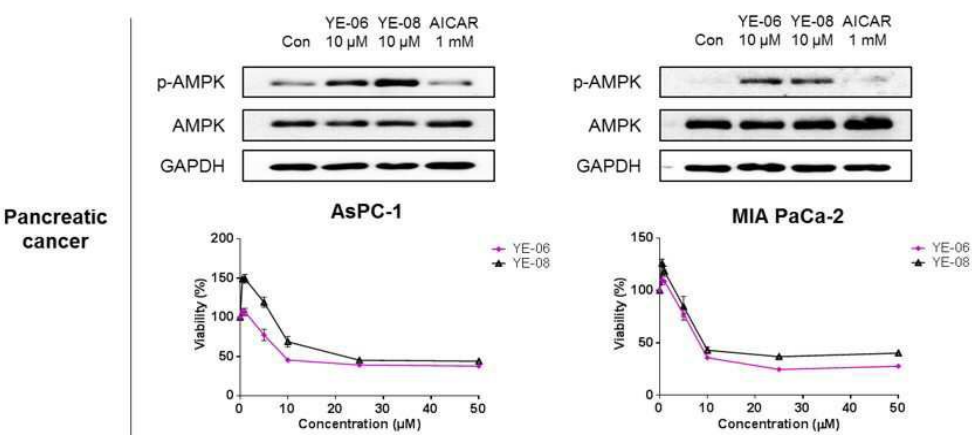 Pancreatic
cancer
YE-06 YE-08 AICAR
Con 10 µM 10 µM 1 mM
p-AMPK
AMPK
GAPDH
AsPC-1
200
150
100
50
0
Viability (%)
0 10 20 30 40 50
Concentration (µM)
YE-06
YE-08
YE-06 YE-08 AICAR
Con 10 µM 10 µM 1 mM
p-AMPK
AMPK
GAPDH
MIA PaCa-2
150
100
50
0
Viability (%)
0 10 20 30 40 50
Concentration (µM)
YE-06
YE-08